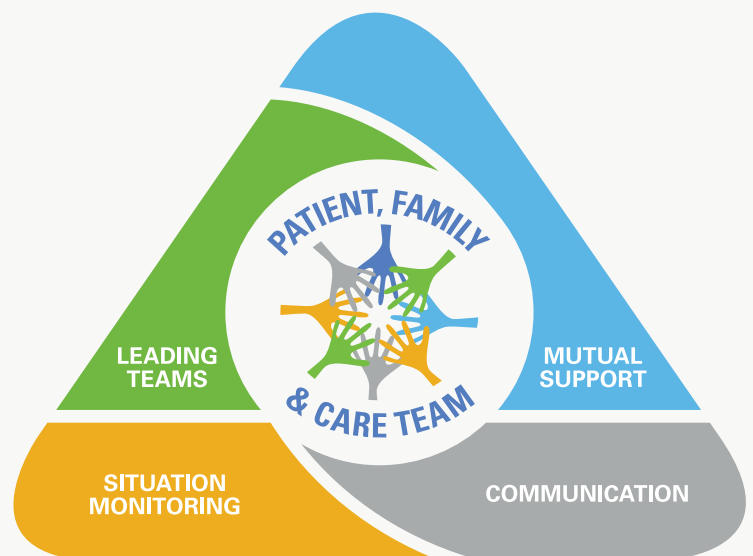 PATIENT, FAMILY
& CARE TEAM
LEADING
TEAMS
MUTUAL
SUPPORT
SITUATION
MONITORING
COMMUNICATION